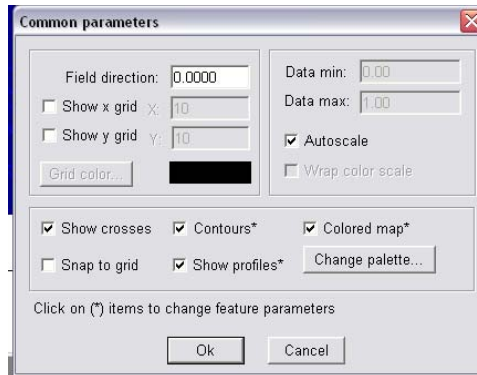 Common parameters
Field direction: 0.0000
Show x grid X: 10
Show y grid Y: 10
Grid color...
Data min: 0.00
Data max: 1.00
Autoscale
Wrap color scale
Show crosses Contours* Colored map*
Snap to grid Show profiles* Change palette...
Click on (*) items to change feature parameters
Ok Cancel